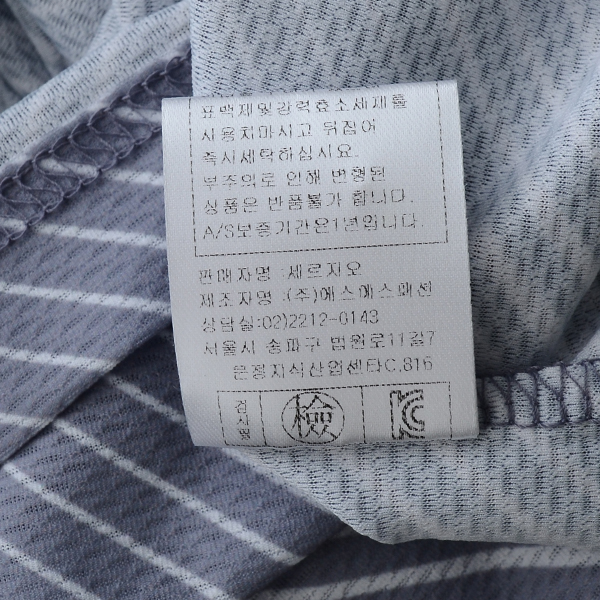 표백제및강력효소세제를
사용치마시고 뒤집어
즉시세탁하십시요.
부주의로 인해 변형된
상품은 반품불가 합니다.
A/S보증기간은1년입니다.
판매자명 :세르지오
제조자명 :(주)에스에스패션
상담실:02)2212-0143
서울시 송파구 법원로11길7
은정지식산업센타C.816
검사명
檢
KC